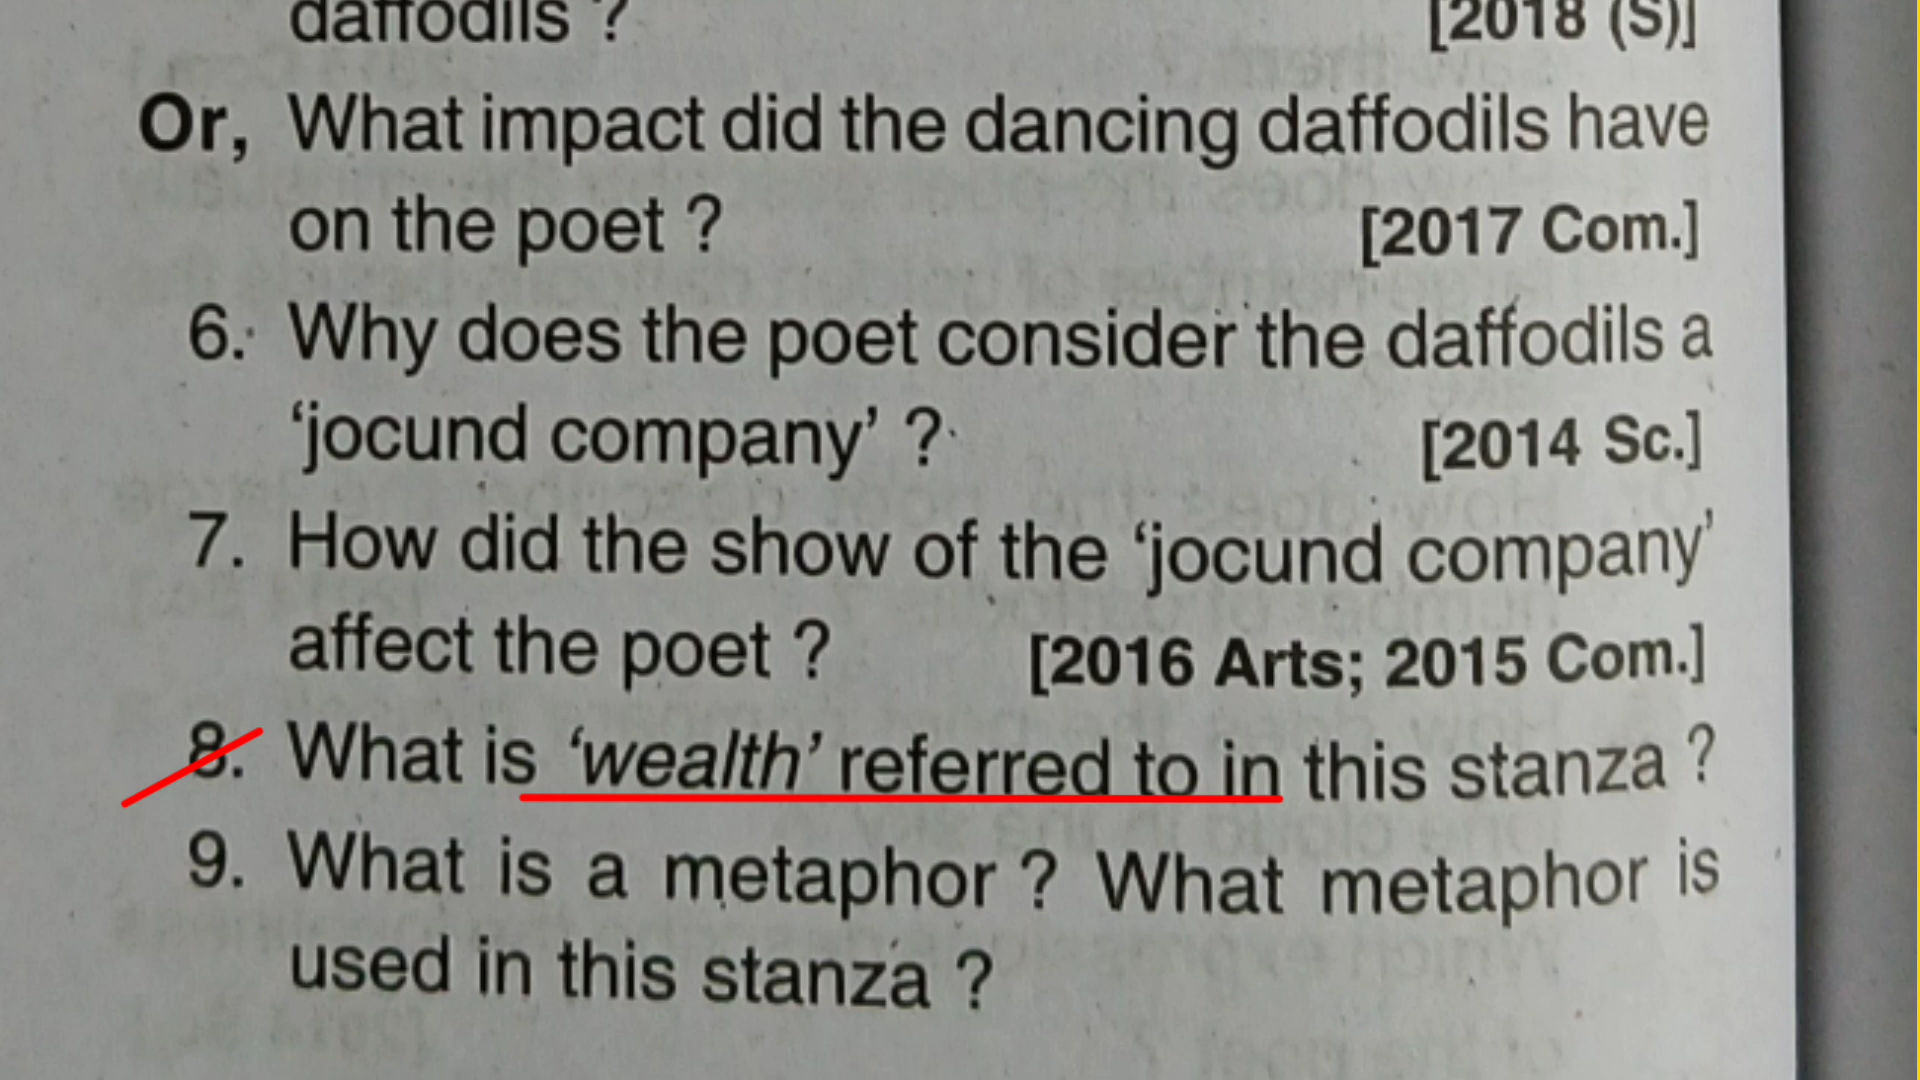 daffodils ? [2018 (S)]
Or, What impact did the dancing daffodils have
on the poet ? [2017 Com.]
6. Why does the poet consider the daffodils a
‘jocund company’ ? [2014 Sc.]
7. How did the show of the ‘jocund company’
affect the poet ? [2016 Arts; 2015 Com.]
8. What is ‘wealth’ referred to in this stanza ?
9. What is a metaphor ? What metaphor is
used in this stanza ?